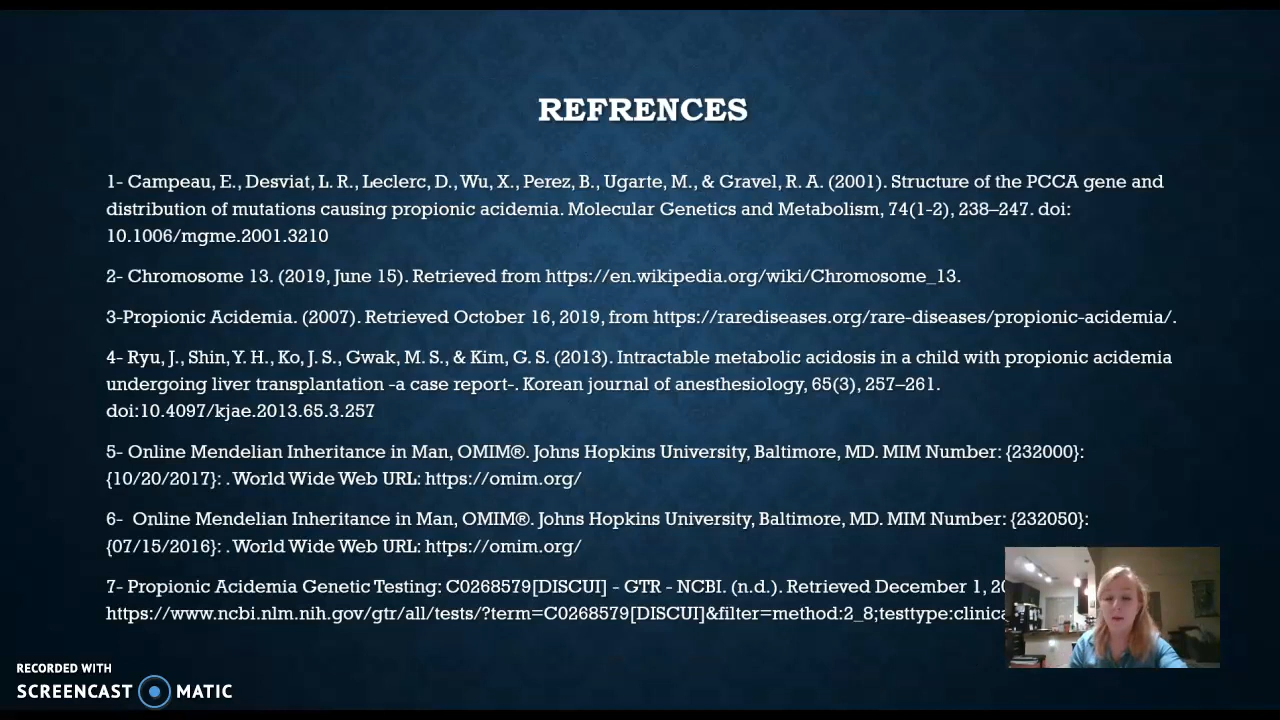 REFRENCES
1- Campeau, E., Desviat, L. R., Leclerc, D., Wu, X., Perez, B., Ugarte, M., & Gravel, R. A. (2001). Structure of the PCCA gene and
distribution of mutations causing propionic acidemia. Molecular Genetics and Metabolism, 74(1-2), 238–247. doi:
10.1006/mgme.2001.3210
2- Chromosome 13. (2019, June 15). Retrieved from https://en.wikipedia.org/wiki/Chromosome_13.
3-Propionic Acidemia. (2007). Retrieved October 16, 2019, from https://rarediseases.org/rare-diseases/propionic-acidemia/.
4- Ryu, J., Shin, Y. H., Ko, J. S., Gwak, M. S., & Kim, G. S. (2013). Intractable metabolic acidosis in a child with propionic acidemia
undergoing liver transplantation -a case report-. Korean journal of anesthesiology, 65(3), 257–261.
doi:10.4097/kjae.2013.65.3.257
5- Online Mendelian Inheritance in Man, OMIM®. Johns Hopkins University, Baltimore, MD. MIM Number: {232000}:
{10/20/2017}: . World Wide Web URL: https://omim.org/
6-  Online Mendelian Inheritance in Man, OMIM®. Johns Hopkins University, Baltimore, MD. MIM Number: {232050}:
{07/15/2016}: . World Wide Web URL: https://omim.org/
7- Propionic Acidemia Genetic Testing: C0268579[DISCUI] - GTR - NCBI. (n.d.). Retrieved December 1, 20
https://www.ncbi.nlm.nih.gov/gtr/all/tests/?term=C0268579[DISCUI]&filter=method:2_8;testtype:clinica
RECORDED WITH
SCREENCAST MATIC